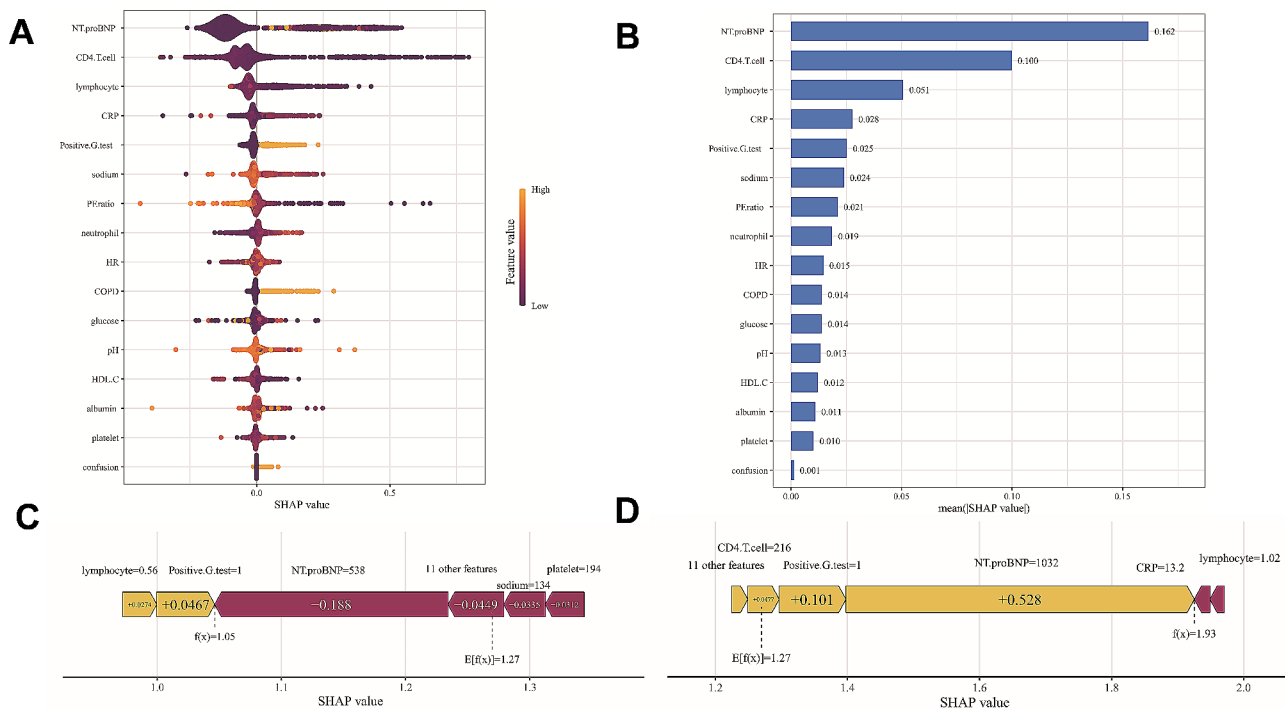 A
NT.proBNP
CD4.T.cell
lymphocyte
CRP
Positive.G.test
sodium
PEratio
neutrophil
HR
COPD
glucose
pH
HDL.C
albumin
platelet
confusion
0.0
0.5
SHAP value
High
Low
Feature value
B
NT.proBNP
0.162
CD4.T.cell
0.100
lymphocyte
0.051
CRP
0.028
Positive.G.test
0.025
sodium
0.024
PEratio
0.021
neutrophil
0.019
HR
0.015
COPD
0.014
glucose
0.014
pH
0.013
HDL.C
0.012
albumin
0.011
platelet
0.010
confusion
0.001
0.00
0.05
0.10
0.15
mean(|SHAP value|)
C
lymphocyte=0.56
Positive.G.test=1
NT.proBNP=538
11 other features
sodium=134
platelet=194
+0.0274
+0.0467
−0.188
−0.0449
−0.0335
−0.0312
f(x)=1.05
E[f(x)]=1.27
1.0
1.1
1.2
1.3
SHAP value
D
CD4.T.cell=216
11 other features
Positive.G.test=1
NT.proBNP=1032
CRP=13.2
lymphocyte=1.02
+0.0477
+0.101
+0.528
E[f(x)]=1.27
f(x)=1.93
1.2
1.4
1.6
1.8
2.0
SHAP value